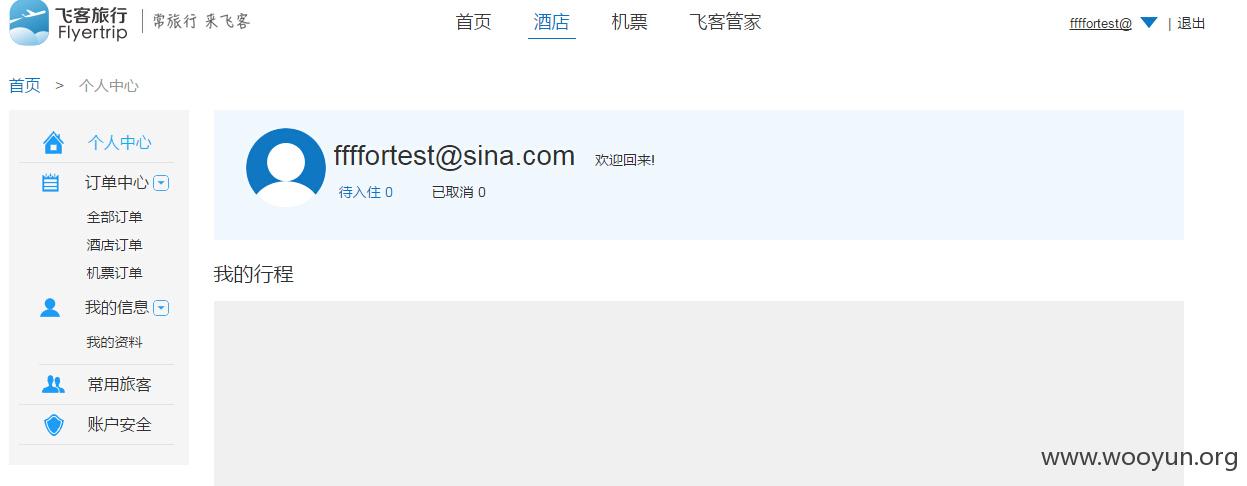 飞客旅行 Flyertrip 常旅行 来飞客 首页 酒店 机票 飞客管家 ffffortest@ | 退出
首页 > 个人中心
个人中心
订单中心
全部订单
酒店订单
机票订单
我的信息
我的资料
常用旅客
账户安全
ffffortest@sina.com 欢迎回来!
待入住 0 已取消 0
我的行程
www.wooyun.org